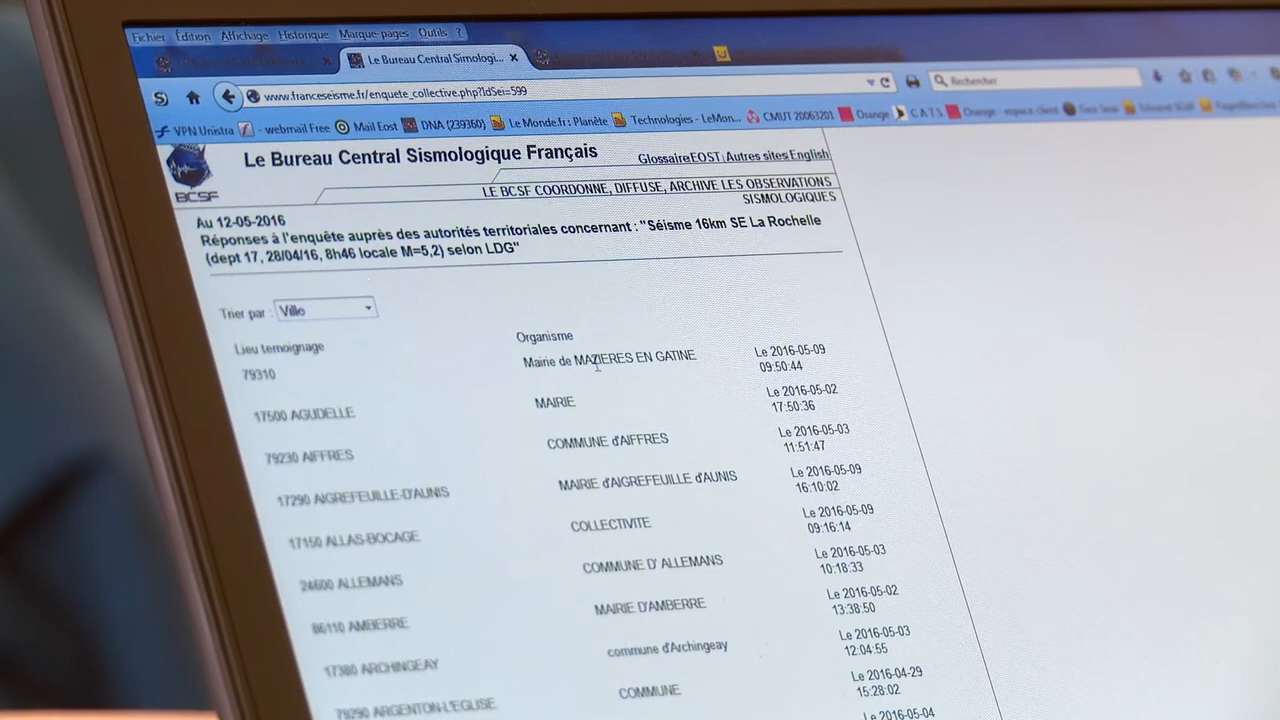 Fichier Édition Affichage Historique Marque-pages Outils ?
Le Bureau Central Sismologi... ×
www.franceseisme.fr/enquete_collective.php?IdSei=599
Rechercher
VPN Unistra - webmail Free Mail Eost DNA (239360) Le Monde.fr : Planète Technologies - LeMon... CMUT 20063201 Orange C A T S Orange - espace client
BCSF
Le Bureau Central Sismologique Français
Glossaire EOST Autres sites English
LE BCSF COORDONNE, DIFFUSE, ARCHIVE LES OBSERVATIONS
SISMOLOGIQUES
Au 12-05-2016
Réponses à l'enquête auprès des autorités territoriales concernant : "Séisme 16km SE La Rochelle
(dept 17, 28/04/16, 8h46 locale M=5,2) selon LDG"
Trier par : Ville
Lieu temoignage Organisme
79310 Mairie de MAZIERES EN GATINE Le 2016-05-09
09:50:44
17500 AGUDELLE MAIRIE Le 2016-05-02
17:50:36
79230 AIFFRES COMMUNE d'AIFFRES Le 2016-05-03
11:51:47
17290 AIGREFEUILLE-D'AUNIS MAIRIE d'AIGREFEUILLE d'AUNIS Le 2016-05-09
16:10:02
17150 ALLAS-BOCAGE COLLECTIVITE Le 2016-05-09
09:16:14
24600 ALLEMANS COMMUNE D' ALLEMANS Le 2016-05-03
10:18:33
86110 AMBERRE MAIRIE D'AMBERRE Le 2016-05-02
13:38:50
17380 ARCHINGEAY commune d'Archingeay Le 2016-05-03
12:04:55
79290 ARGENTON-L'EGLISE COMMUNE Le 2016-04-29
15:28:02
Le 2016-05-04